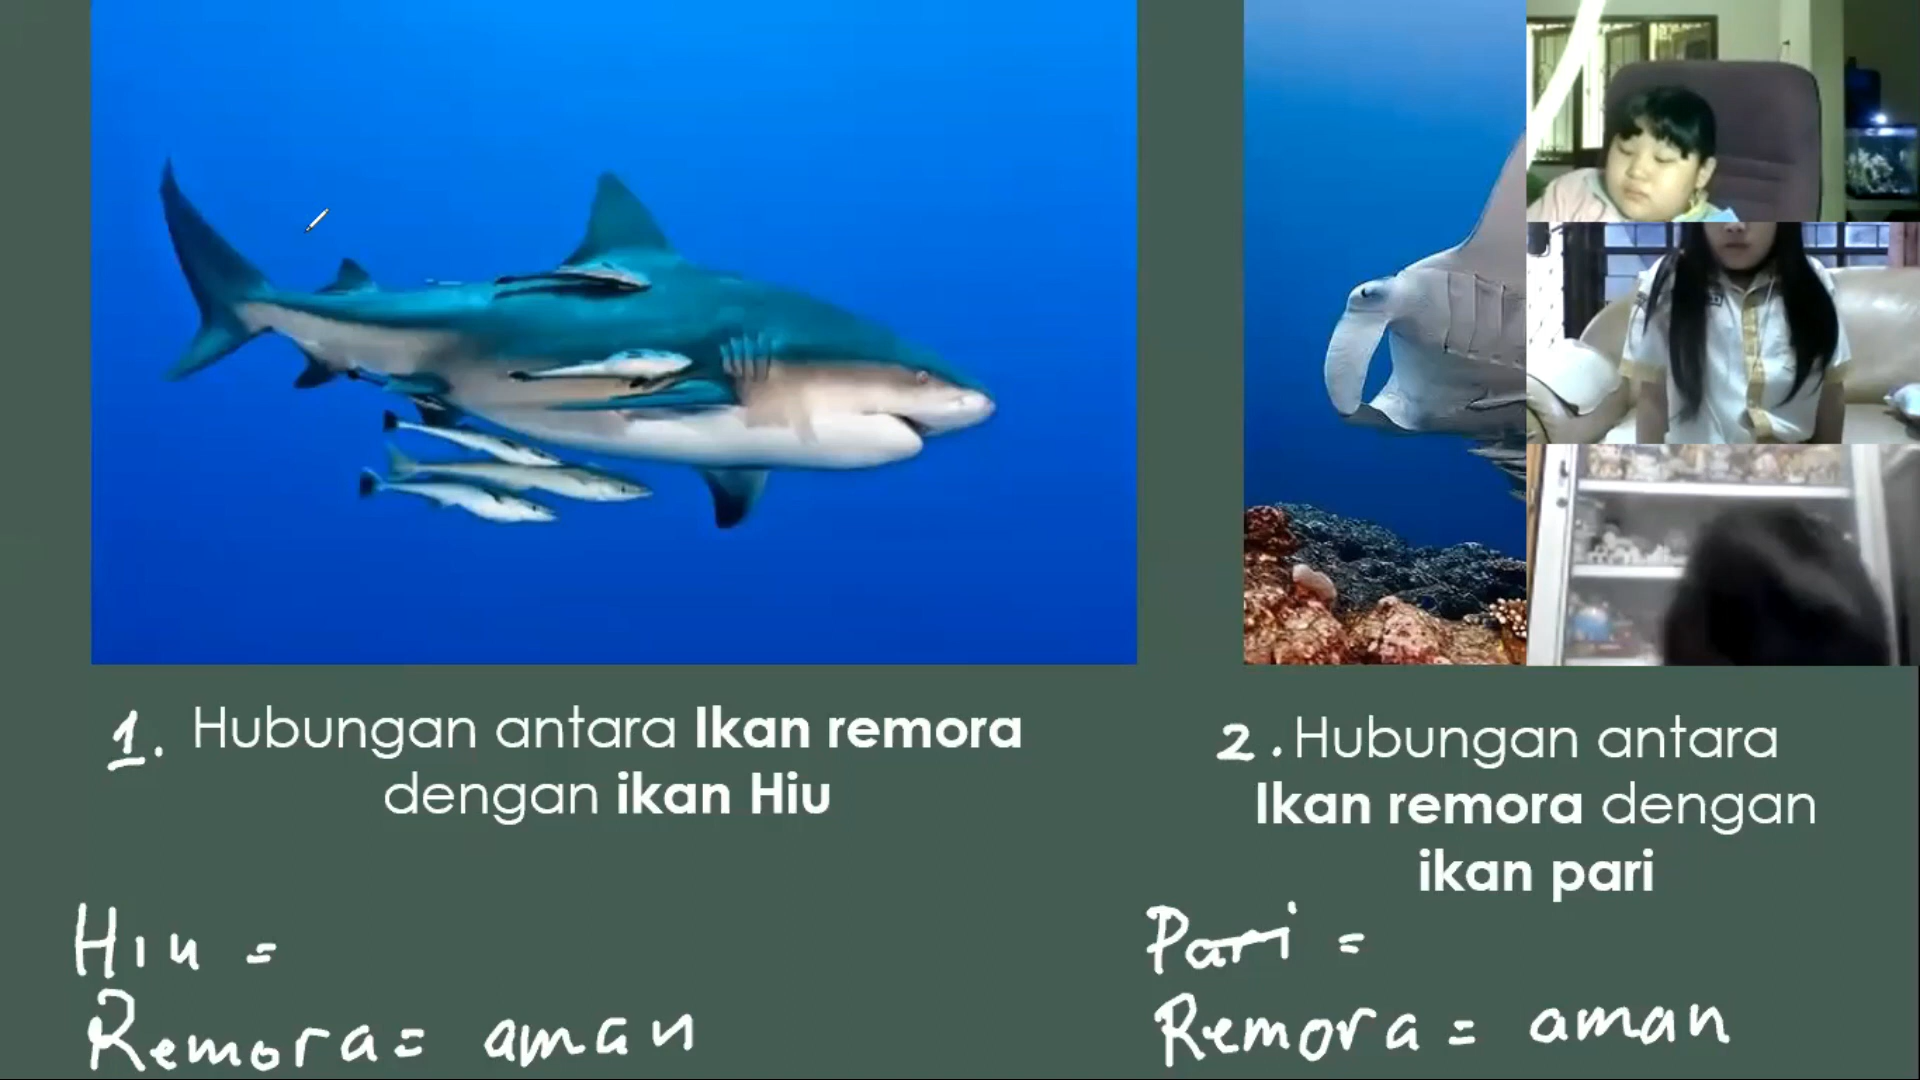 1. Hubungan antara Ikan remora
dengan ikan Hiu
Hiu =
Remora = aman
2. Hubungan antara
Ikan remora dengan
ikan pari
Pari =
Remora = aman